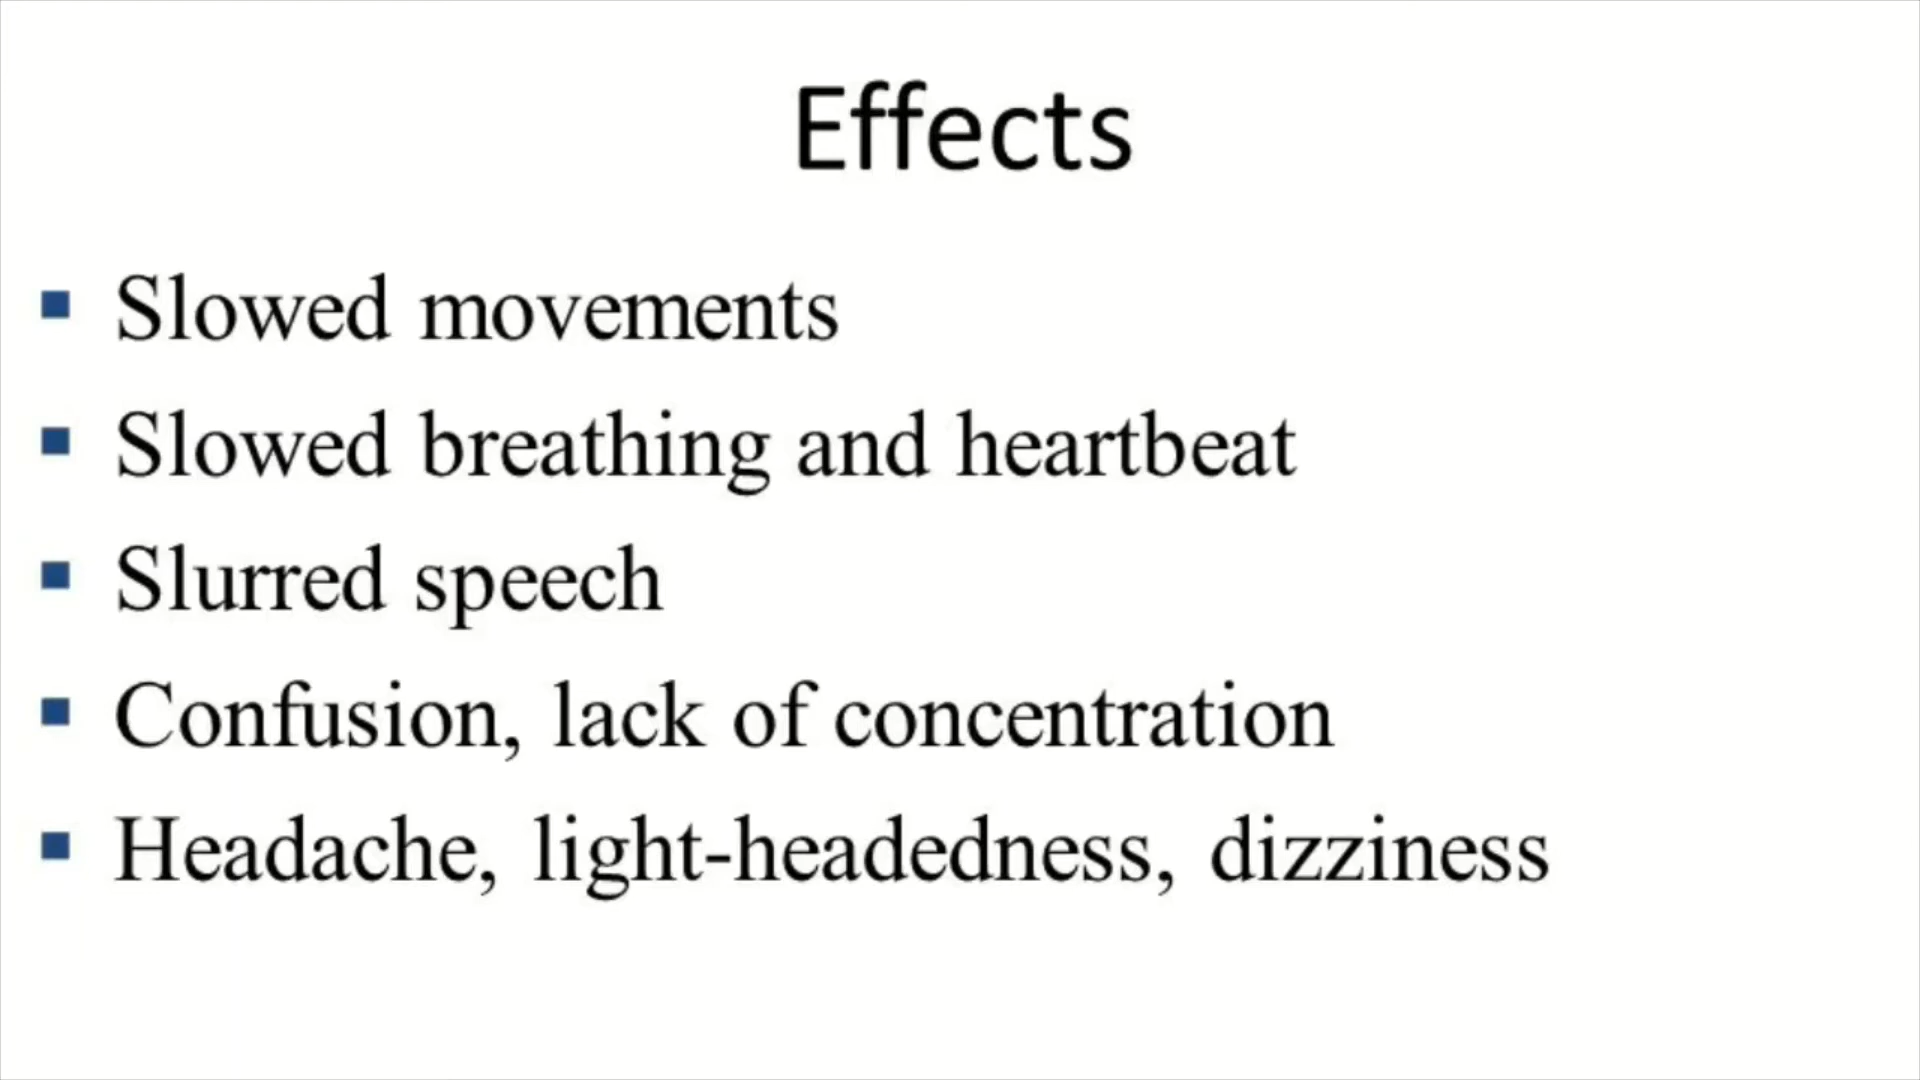 Effects
▪ Slowed movements
▪ Slowed breathing and heartbeat
▪ Slurred speech
▪ Confusion, lack of concentration
▪ Headache, light-headedness, dizziness